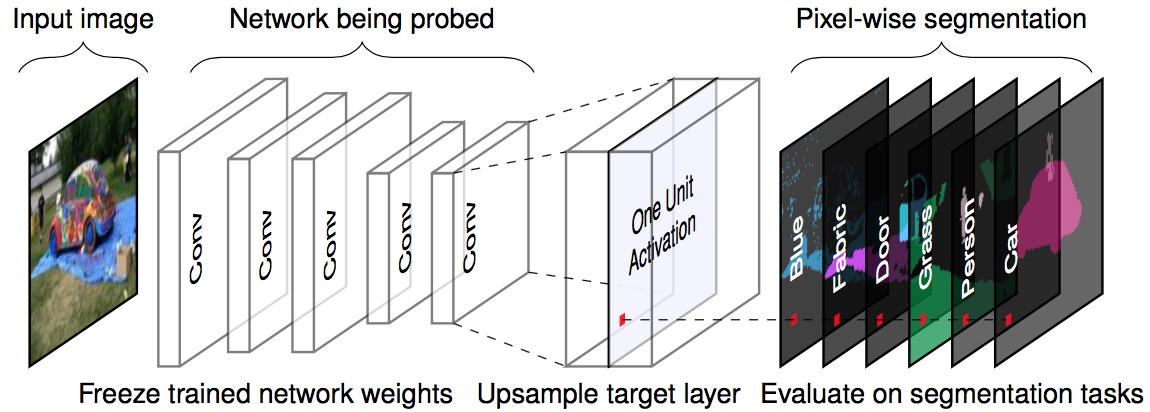 Input image
Network being probed
Pixel-wise segmentation
Conv
Conv
Conv
Conv
Conv
One Unit
Activation
Blue
Fabric
Door
Grass
Person
Car
Freeze trained network weights
Upsample target layer
Evaluate on segmentation tasks